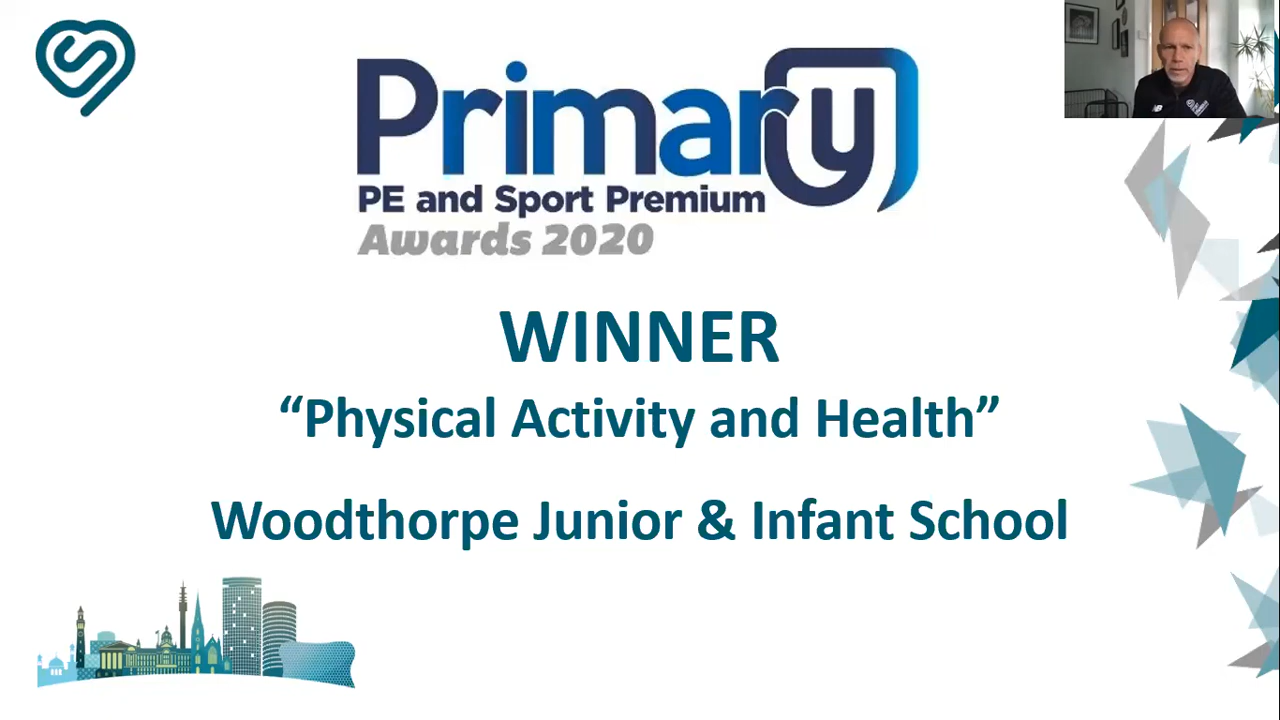 Primary
PE and Sport Premium
Awards 2020
WINNER
“Physical Activity and Health”
Woodthorpe Junior & Infant School